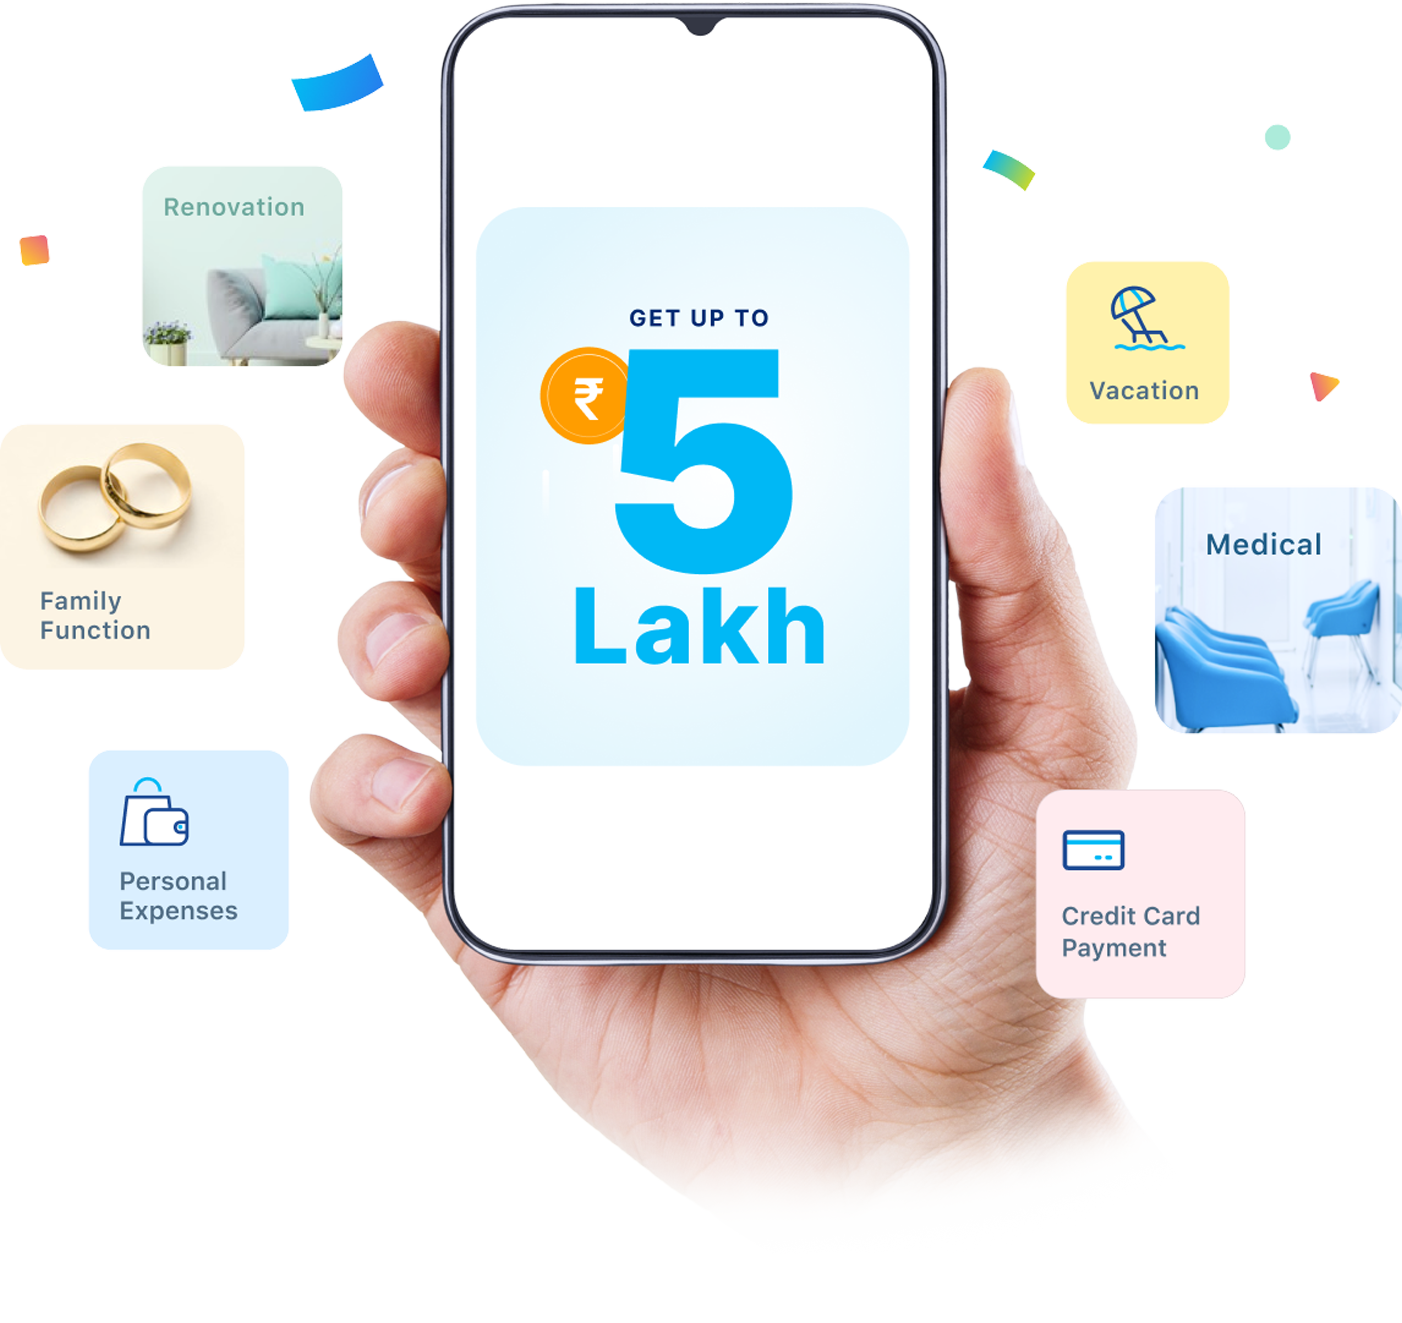 Renovation
Family
Function
Personal
Expenses
GET UP TO
₹
5
Lakh
Vacation
Medical
Credit Card
Payment